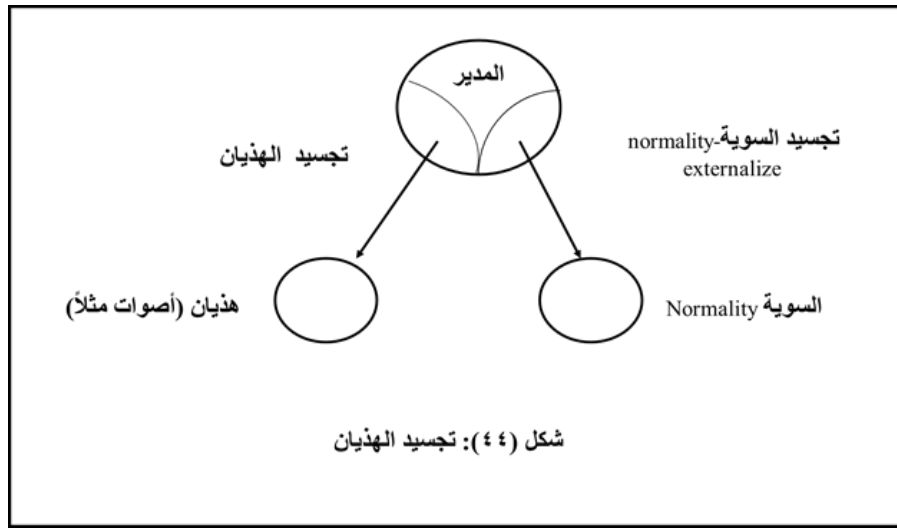 المدير
تجسيد السوية-normality
externalize
تجسيد الهذيان
السوية Normality
هذيان (أصوات مثلاً)
شكل (٤٤): تجسيد الهذيان